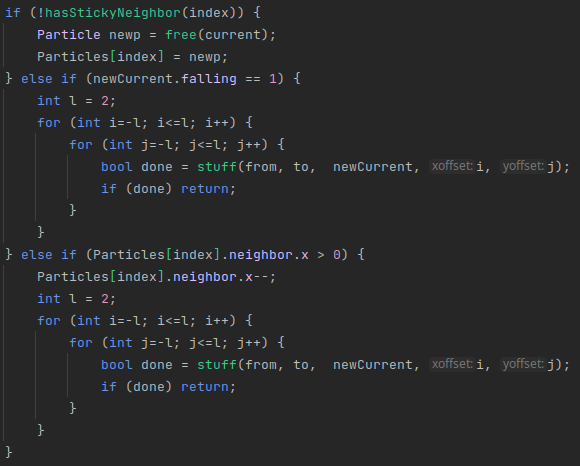 if (!hasStickyNeighbor(index)) {
    Particle newp = free(current);
    Particles[index] = newp;
} else if (newCurrent.falling == 1) {
    int l = 2;
    for (int i=-l; i<=l; i++) {
        for (int j=-l; j<=l; j++) {
            bool done = stuff(from, to,  newCurrent, xoffset: i, yoffset: j);
            if (done) return;
        }
    }
} else if (Particles[index].neighbor.x > 0) {
    Particles[index].neighbor.x--;
    int l = 2;
    for (int i=-l; i<=l; i++) {
        for (int j=-l; j<=l; j++) {
            bool done = stuff(from, to,  newCurrent, xoffset: i, yoffset: j);
            if (done) return;
        }
    }
}